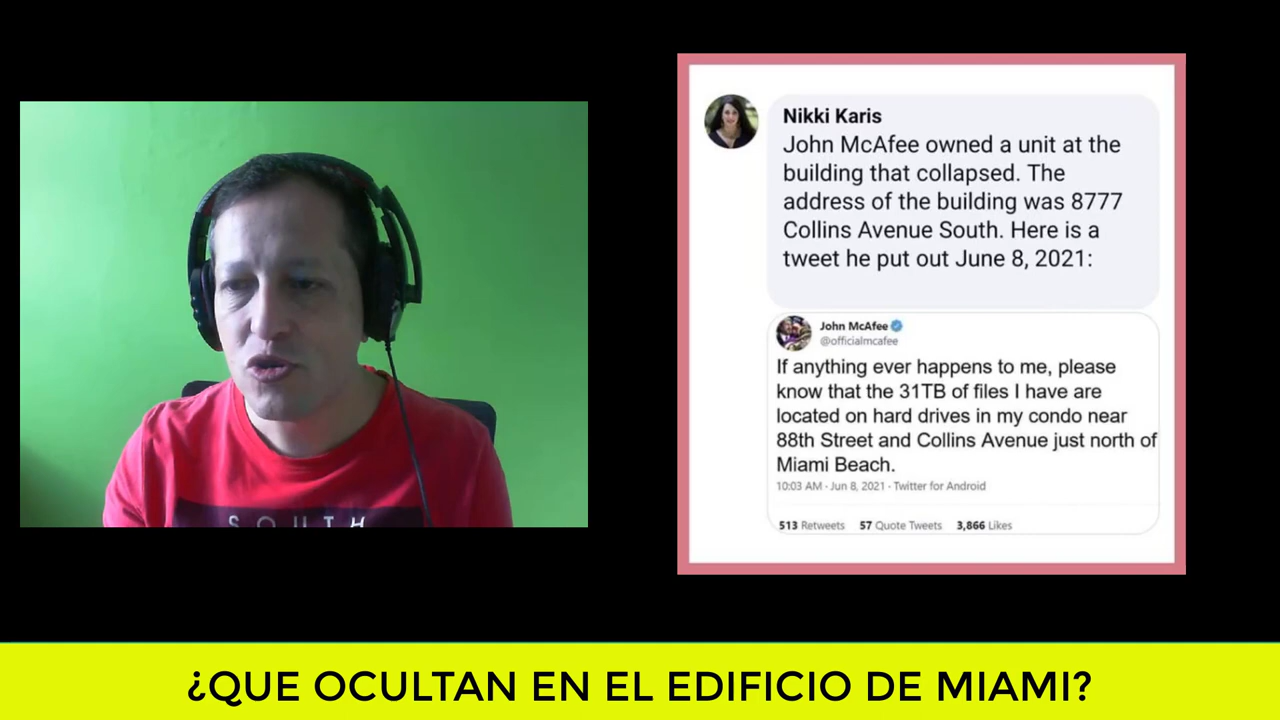 SOUTH
Nikki Karis
John McAfee owned a unit at the
building that collapsed. The
address of the building was 8777
Collins Avenue South. Here is a
tweet he put out June 8, 2021:
John McAfee
@officialmcafee
If anything ever happens to me, please
know that the 31TB of files I have are
located on hard drives in my condo near
88th Street and Collins Avenue just north of
Miami Beach.
10:03 AM · Jun 8, 2021 · Twitter for Android
513 Retweets 57 Quote Tweets 3,866 Likes
¿QUE OCULTAN EN EL EDIFICIO DE MIAMI?